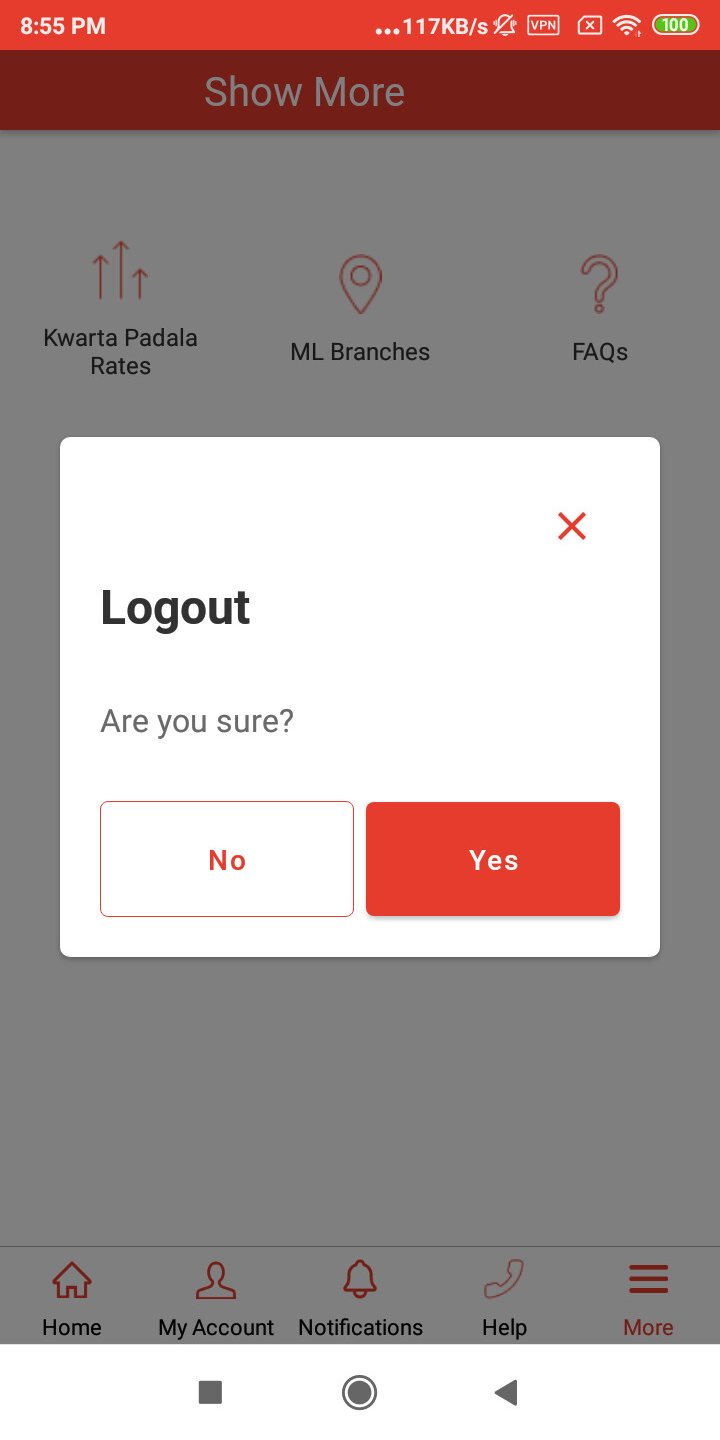 8:55 PM
...117KB/s VPN 100
Show More
Kwarta Padala
Rates
ML Branches
FAQs
Logout
Are you sure?
No
Yes
Home
My Account
Notifications
Help
More